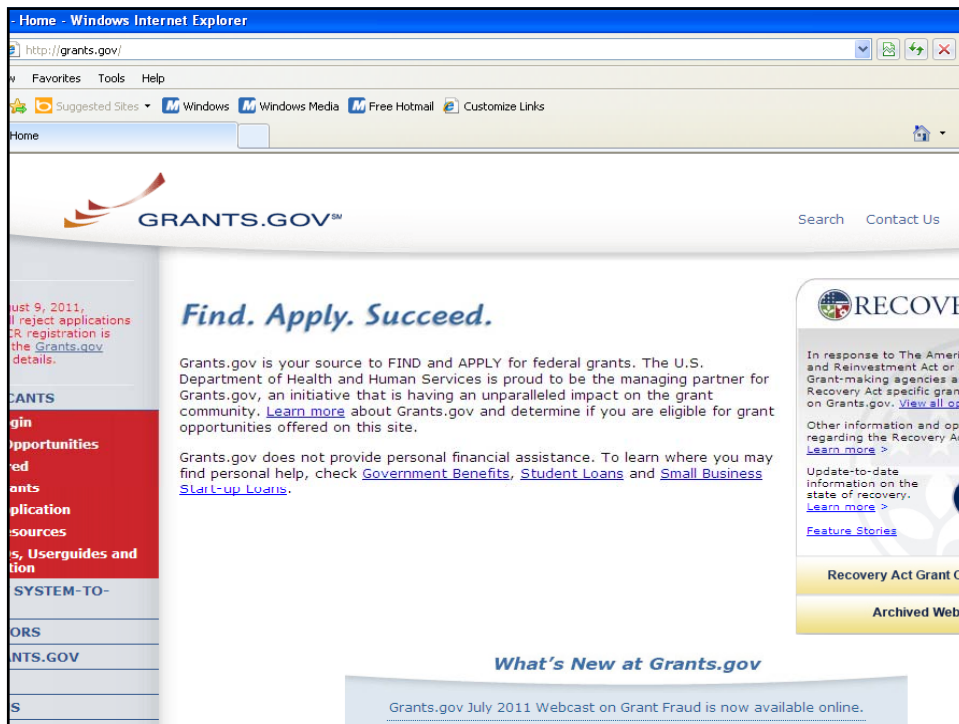 - Home - Windows Internet Explorer
http://grants.gov/
Favorites Tools Help
Suggested Sites Windows Windows Media Free Hotmail Customize Links
Home
GRANTS.GOV℠
Search Contact Us
ust 9, 2011,
reject applications
CR registration is
the Grants.gov
details.
CANTS
gin
Opportunities
red
ants
plication
esources
s, Userguides and
tion
SYSTEM-TO-
ORS
ANTS.GOV
S
Find. Apply. Succeed.
Grants.gov is your source to FIND and APPLY for federal grants. The U.S.
Department of Health and Human Services is proud to be the managing partner for
Grants.gov, an initiative that is having an unparalleled impact on the grant
community. Learn more about Grants.gov and determine if you are eligible for grant
opportunities offered on this site.
Grants.gov does not provide personal financial assistance. To learn where you may
find personal help, check Government Benefits, Student Loans and Small Business
Start-up Loans.
RECOVE
In response to The Ameri
and Reinvestment Act or
Grant-making agencies a
Recovery Act specific gran
on Grants.gov. View all op
Other information and op
regarding the Recovery A
Learn more >
Update-to-date
information on the
state of recovery.
Learn more >
Feature Stories
Recovery Act Grant
Archived Web
What's New at Grants.gov
Grants.gov July 2011 Webcast on Grant Fraud is now available online.